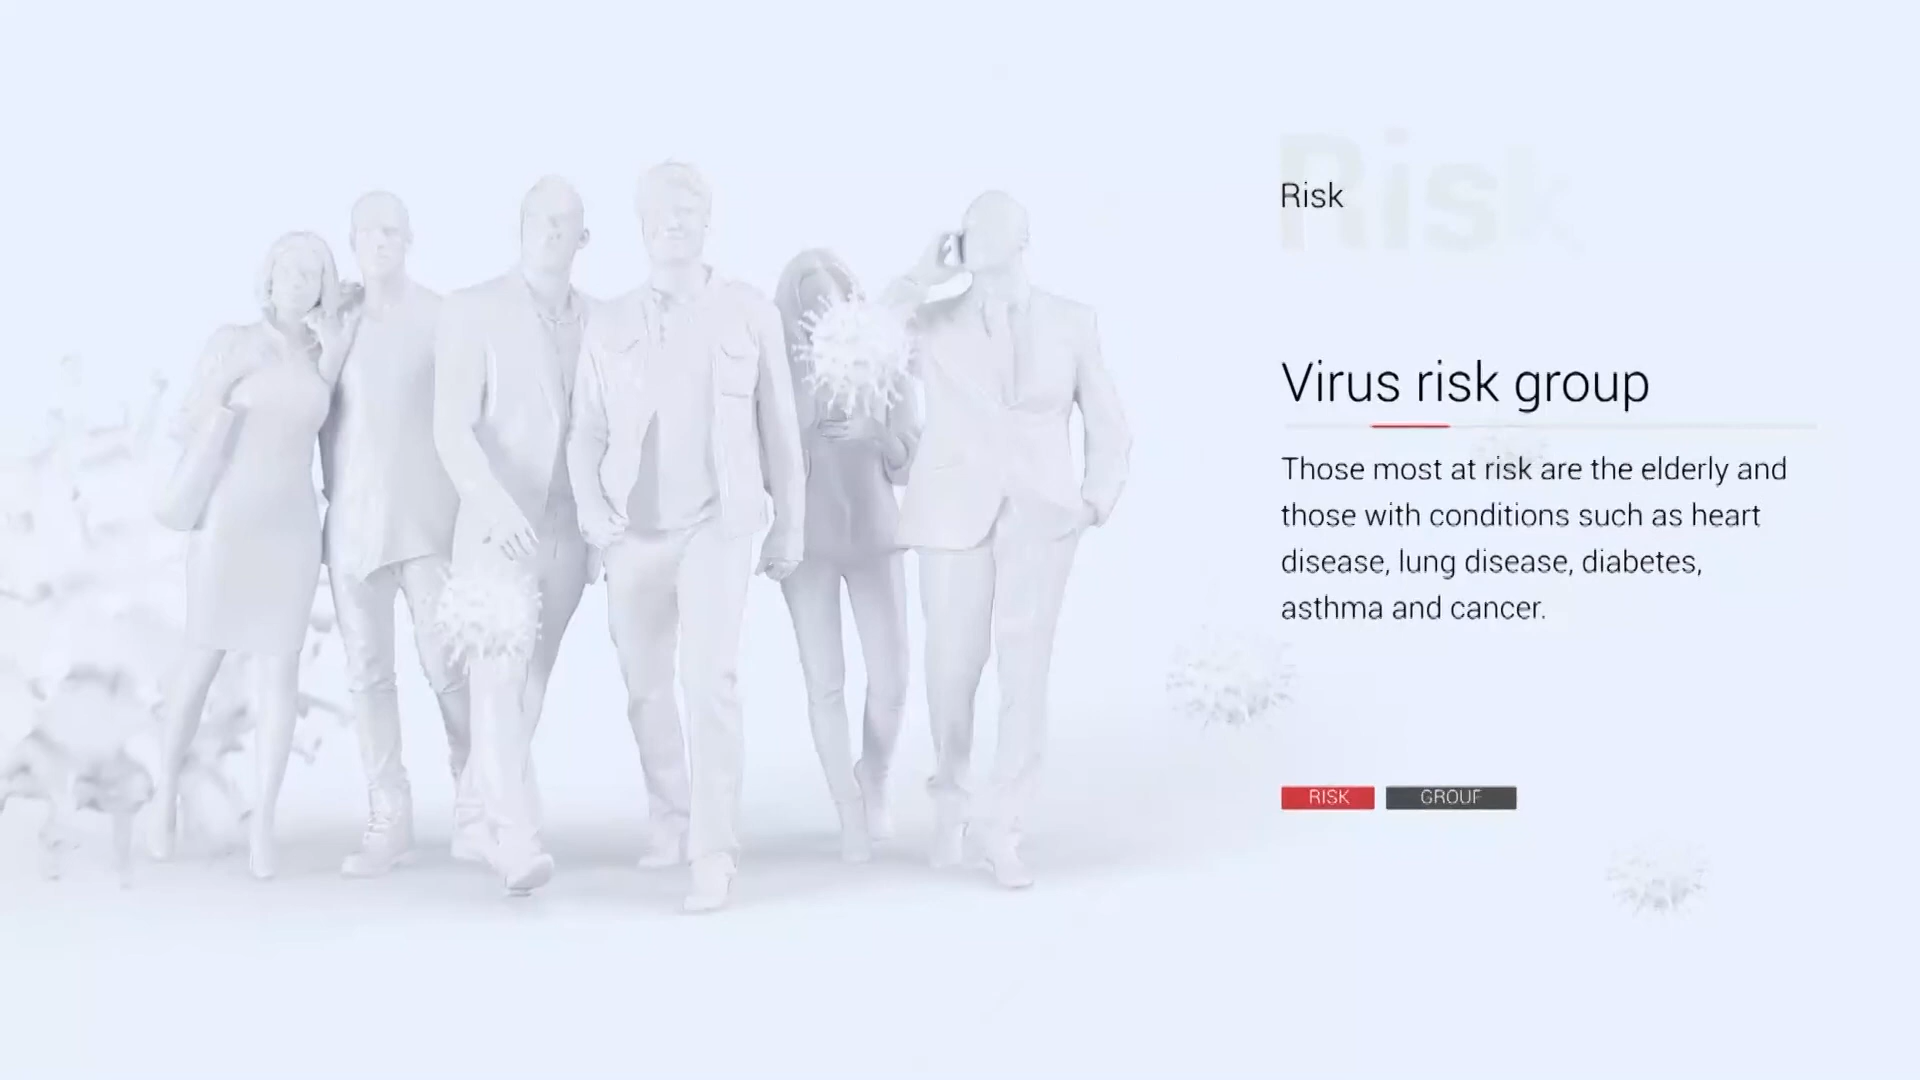 Risk
Risk
Virus risk group
Those most at risk are the elderly and
those with conditions such as heart
disease, lung disease, diabetes,
asthma and cancer.
RISK GROUP